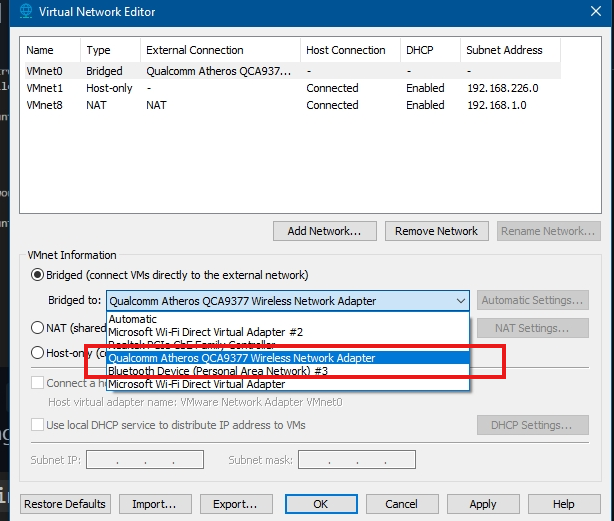 Virtual Network Editor
Name Type External Connection Host Connection DHCP Subnet Address
VMnet0 Bridged Qualcomm Atheros QCA937... - - -
VMnet1 Host-only - Connected Enabled 192.168.226.0
VMnet8 NAT NAT Connected Enabled 192.168.1.0
Add Network... Remove Network Rename Network...
VMnet Information
Bridged (connect VMs directly to the external network)
Bridged to: Qualcomm Atheros QCA9377 Wireless Network Adapter Automatic Settings...
Automatic
NAT (shared Microsoft Wi-Fi Direct Virtual Adapter #2 NAT Settings...
Realtek PCIe GbE Family Controller
Host-only (c Qualcomm Atheros QCA9377 Wireless Network Adapter
Bluetooth Device (Personal Area Network) #3
Connect a h Microsoft Wi-Fi Direct Virtual Adapter
Host virtual adapter name: VMware Network Adapter VMnet0
Use local DHCP service to distribute IP address to VMs DHCP Settings...
Subnet IP: . . . Subnet mask: . . .
Restore Defaults Import... Export... OK Cancel Apply Help